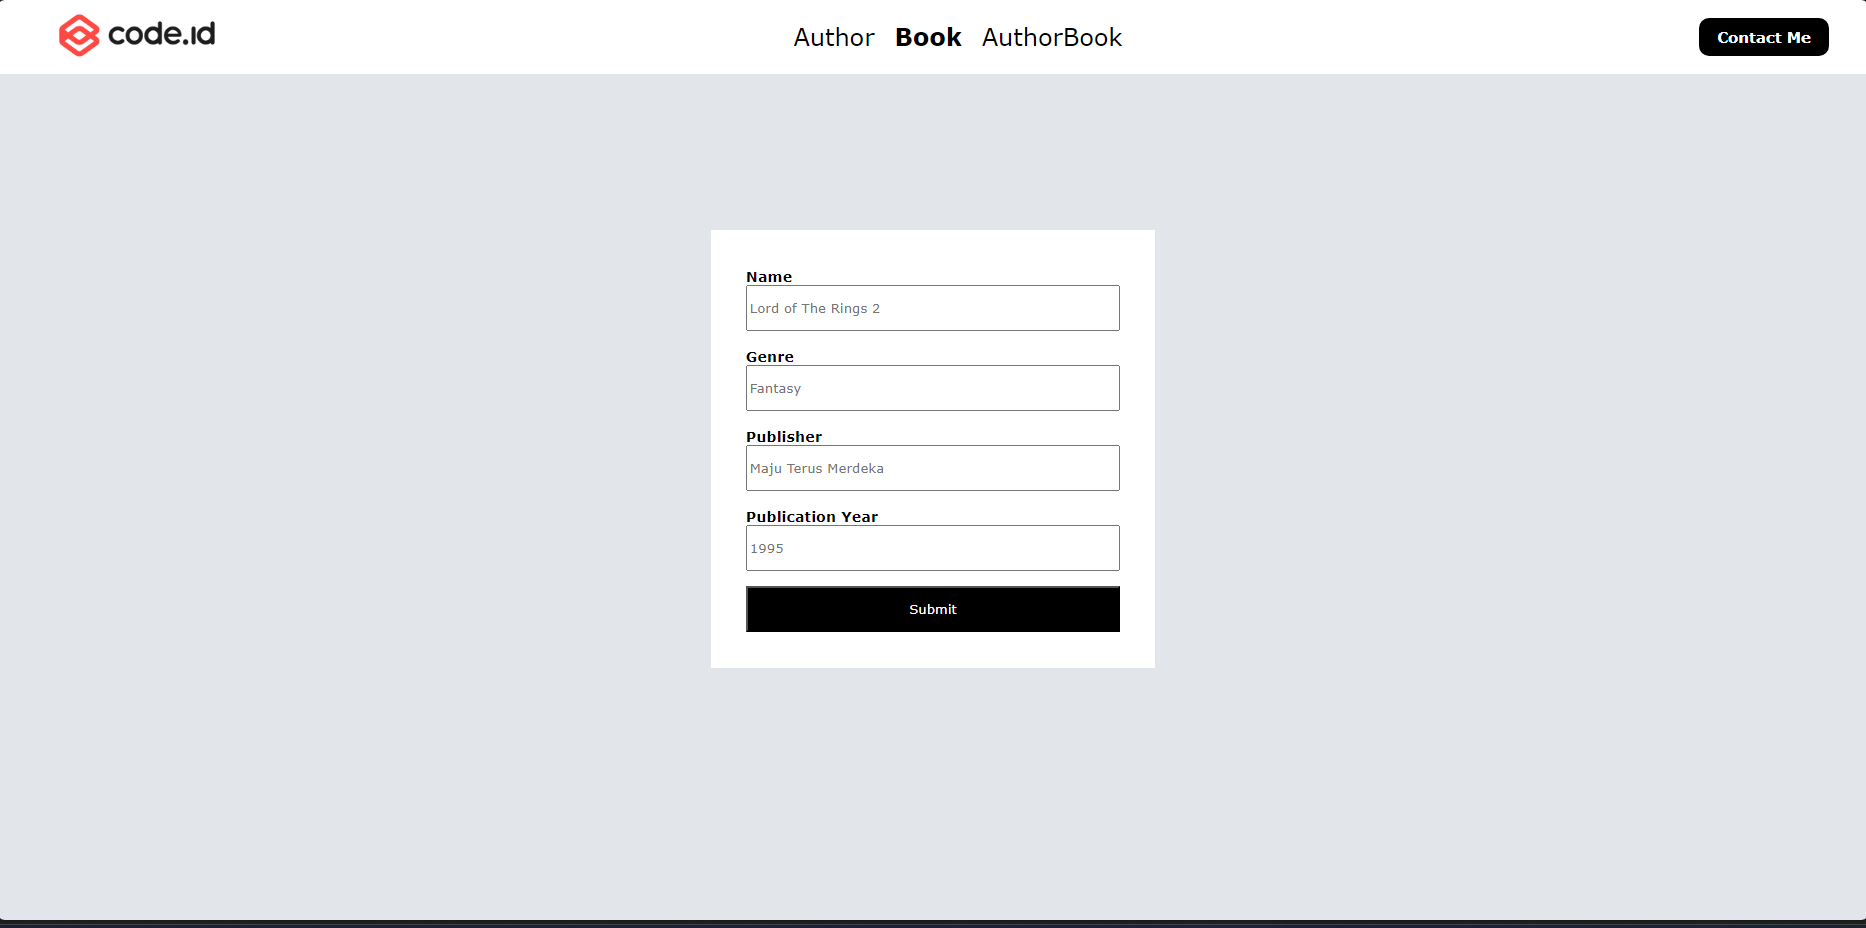 code.id
Author Book AuthorBook
Contact Me
Name
Lord of The Rings 2
Genre
Fantasy
Publisher
Maju Terus Merdeka
Publication Year
1995
Submit